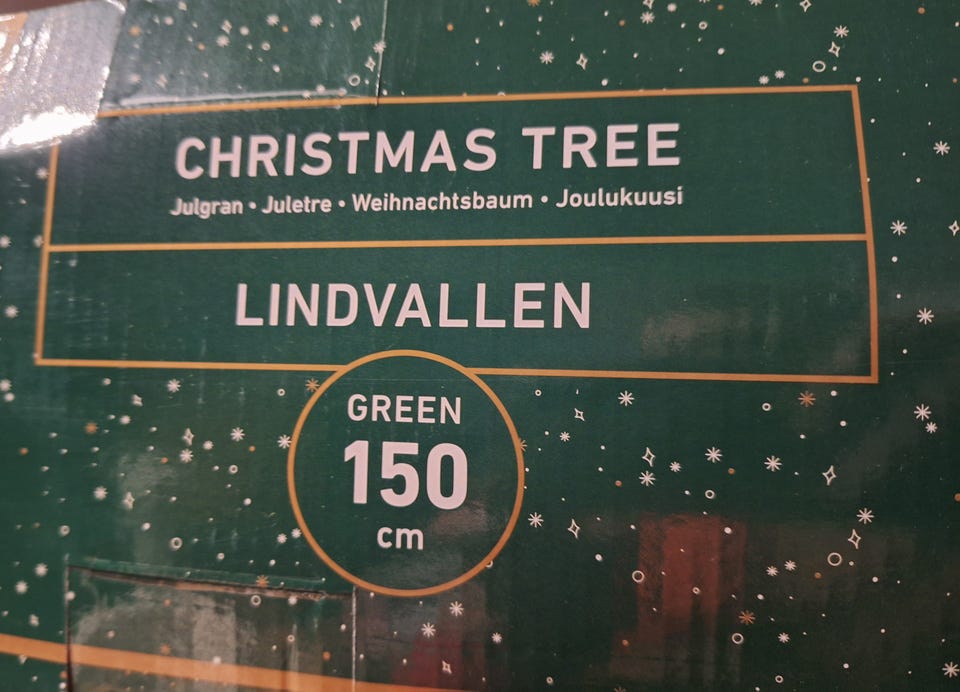 CHRISTMAS TREE
Julgran • Juletre • Weihnachtsbaum • Joulukuusi
LINDVALLEN
GREEN
150
cm